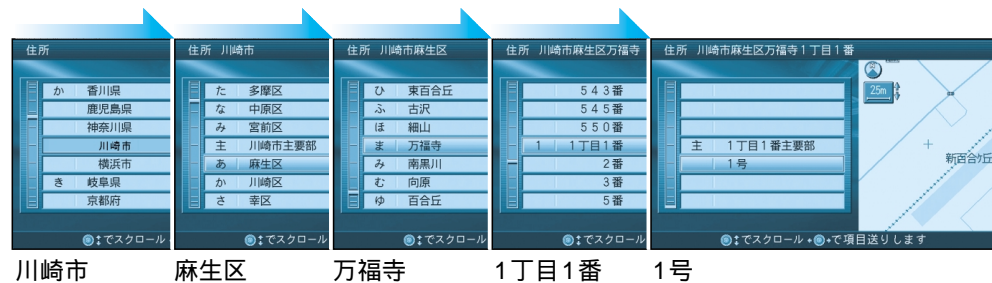 住所
か 香川県
鹿児島県
神奈川県
川崎市
横浜市
き 岐阜県
京都府
でスクロール
住所 川崎市
た 多摩区
な 中原区
み 宮前区
主 川崎市主要部
あ 麻生区
か 川崎区
さ 幸区
でスクロール
住所 川崎市麻生区
ひ 東百合丘
ふ 古沢
ほ 細山
ま 万福寺
み 南黒川
む 向原
ゆ 百合丘
でスクロール
住所 川崎市麻生区万福寺
543番
545番
550番
1 1丁目1番
2番
3番
5番
でスクロール
住所 川崎市麻生区万福寺1丁目1番
主 1丁目1番主要部
1号
25m
新百合ヶ丘
でスクロール
で項目送りします
川崎市
麻生区
万福寺
1丁目1番
1号